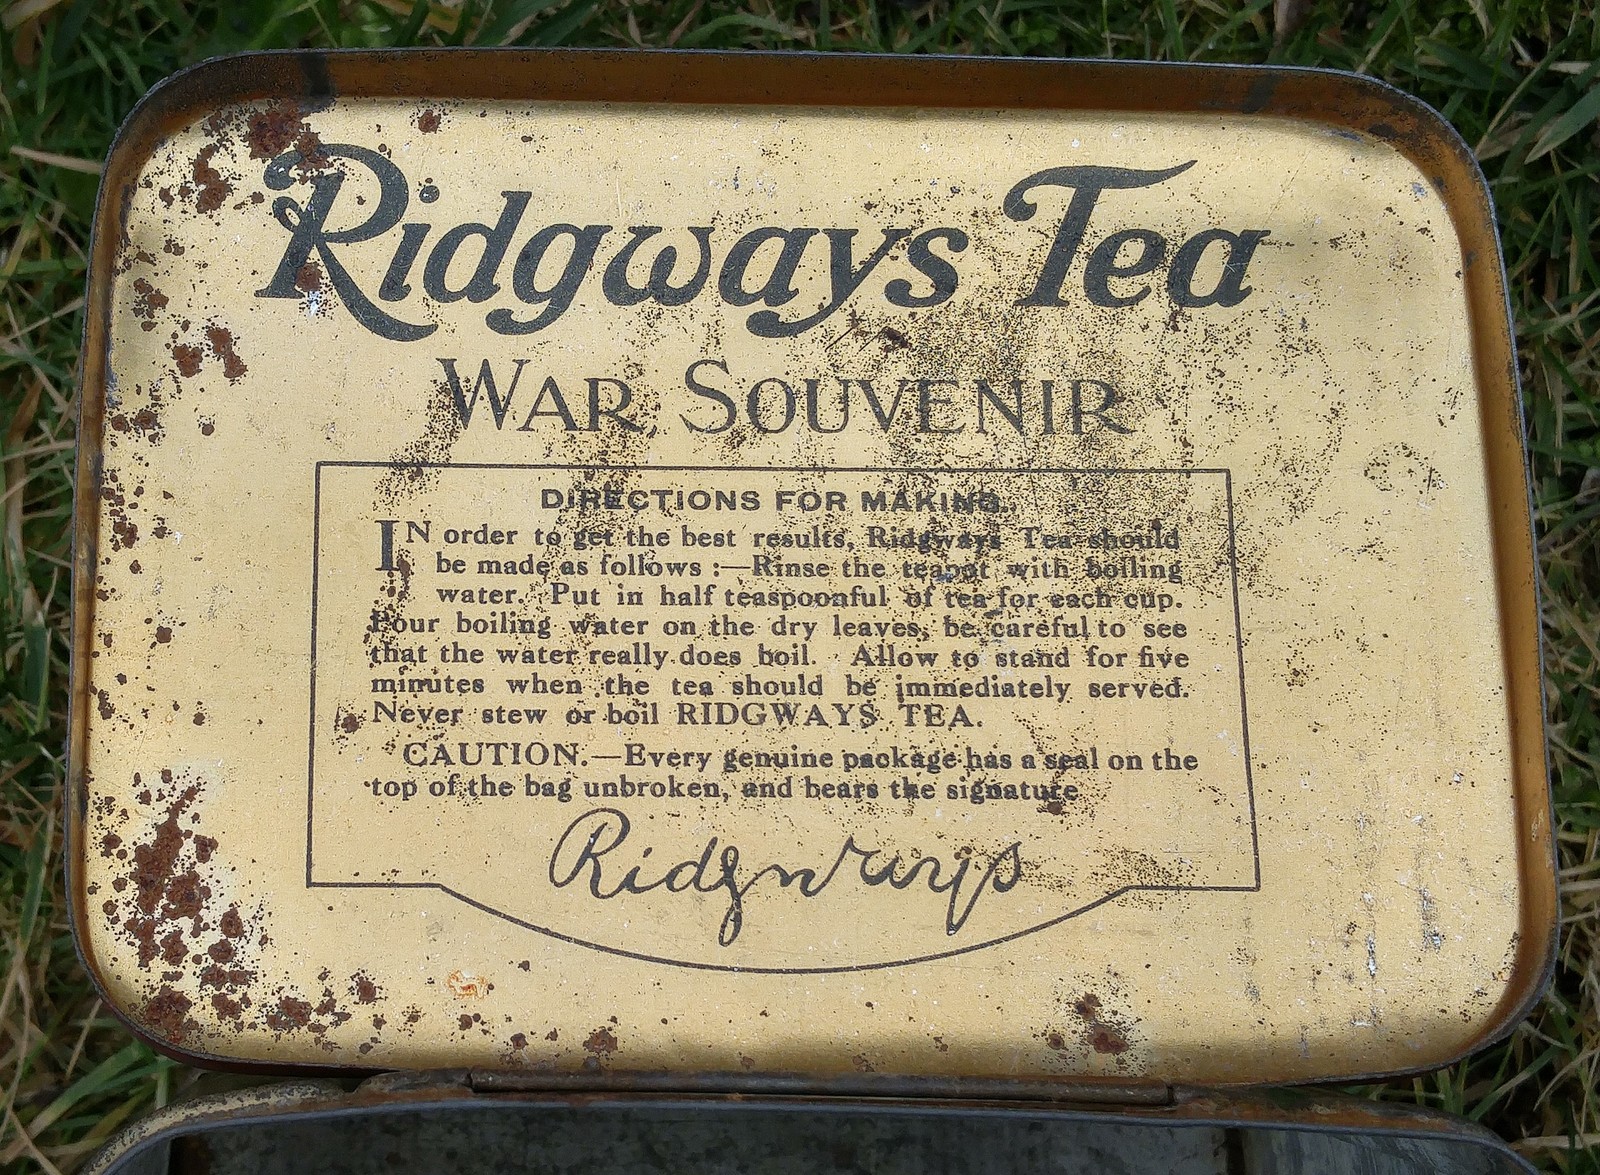 Ridgways Tea
WAR SOUVENIR
DIRECTIONS FOR MAKING.
IN order to get the best results, Ridgways Tea should
be made as follows :—Rinse the teapot with boiling
water. Put in half teaspoonful of tea for each cup.
Pour boiling water on the dry leaves, be careful to see
that the water really does boil. Allow to stand for five
minutes when the tea should be immediately served.
Never stew or boil RIDGWAYS TEA.
CAUTION.—Every genuine package has a seal on the
top of the bag unbroken, and bears the signature
Ridgways